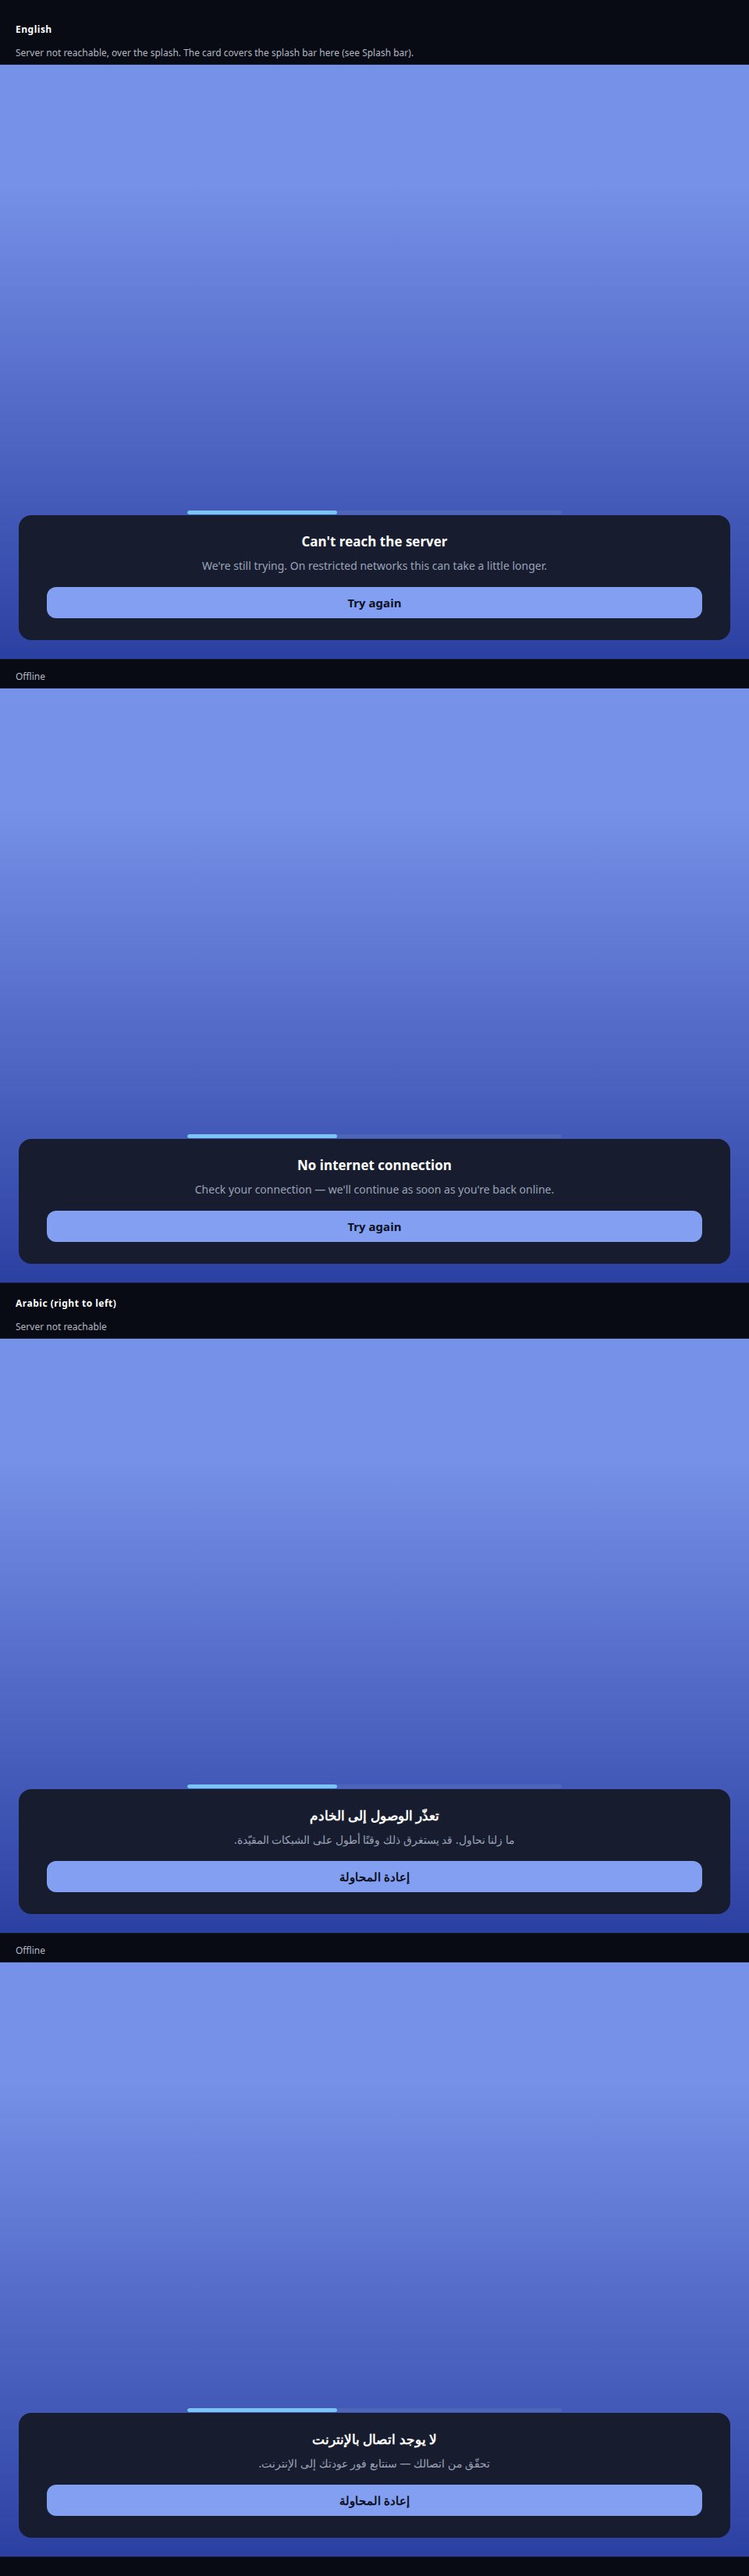 English
Server not reachable, over the splash. The card covers the splash bar here (see Splash bar).
Can't reach the server
We're still trying. On restricted networks this can take a little longer.
Try again
Offline
No internet connection
Check your connection — we'll continue as soon as you're back online.
Try again
Arabic (right to left)
Server not reachable
تعذّر الوصول إلى الخادم
ما زلنا نحاول. قد يستغرق ذلك وقتًا أطول على الشبكات المقيّدة.
إعادة المحاولة
Offline
لا يوجد اتصال بالإنترنت
تحقّق من اتصالك — سنتابع فور عودتك إلى الإنترنت.
إعادة المحاولة